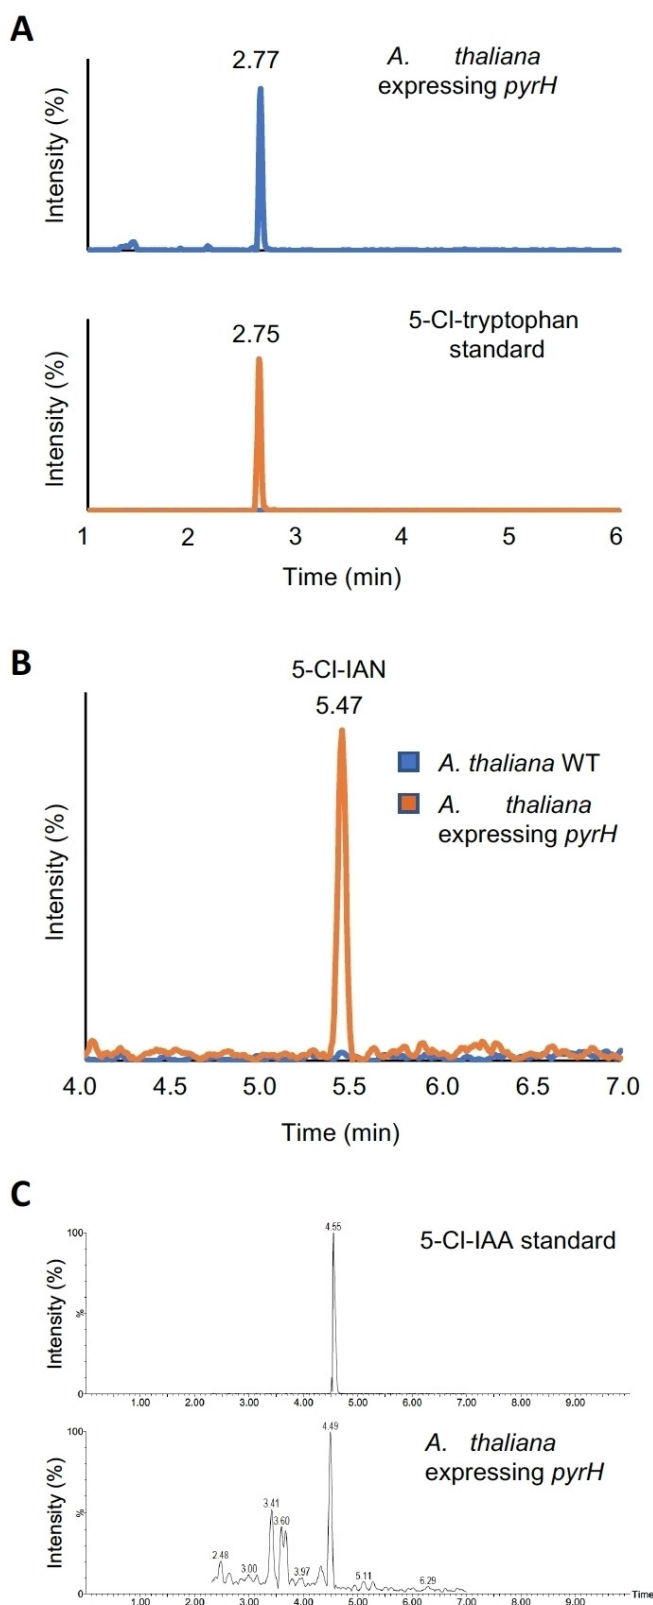 A
2.77
A. thaliana
expressing pyrH
Intensity (%)
2.75
5-Cl-tryptophan
standard
Intensity (%)
1 2 3 4 5 6
Time (min)
B
5-Cl-IAN
5.47
A. thaliana WT
A. thaliana
expressing pyrH
Intensity (%)
4.0 4.5 5.0 5.5 6.0 6.5 7.0
Time (min)
C
4.55
100
5-Cl-IAA standard
Intensity (%)
%
0
1.00 2.00 3.00 4.00 5.00 6.00 7.00 8.00 9.00
4.49
100
A. thaliana
expressing pyrH
Intensity (%)
%
3.41
3.60
2.48
3.00
3.97
5.11
6.29
0
Time
1.00 2.00 3.00 4.00 5.00 6.00 7.00 8.00 9.00